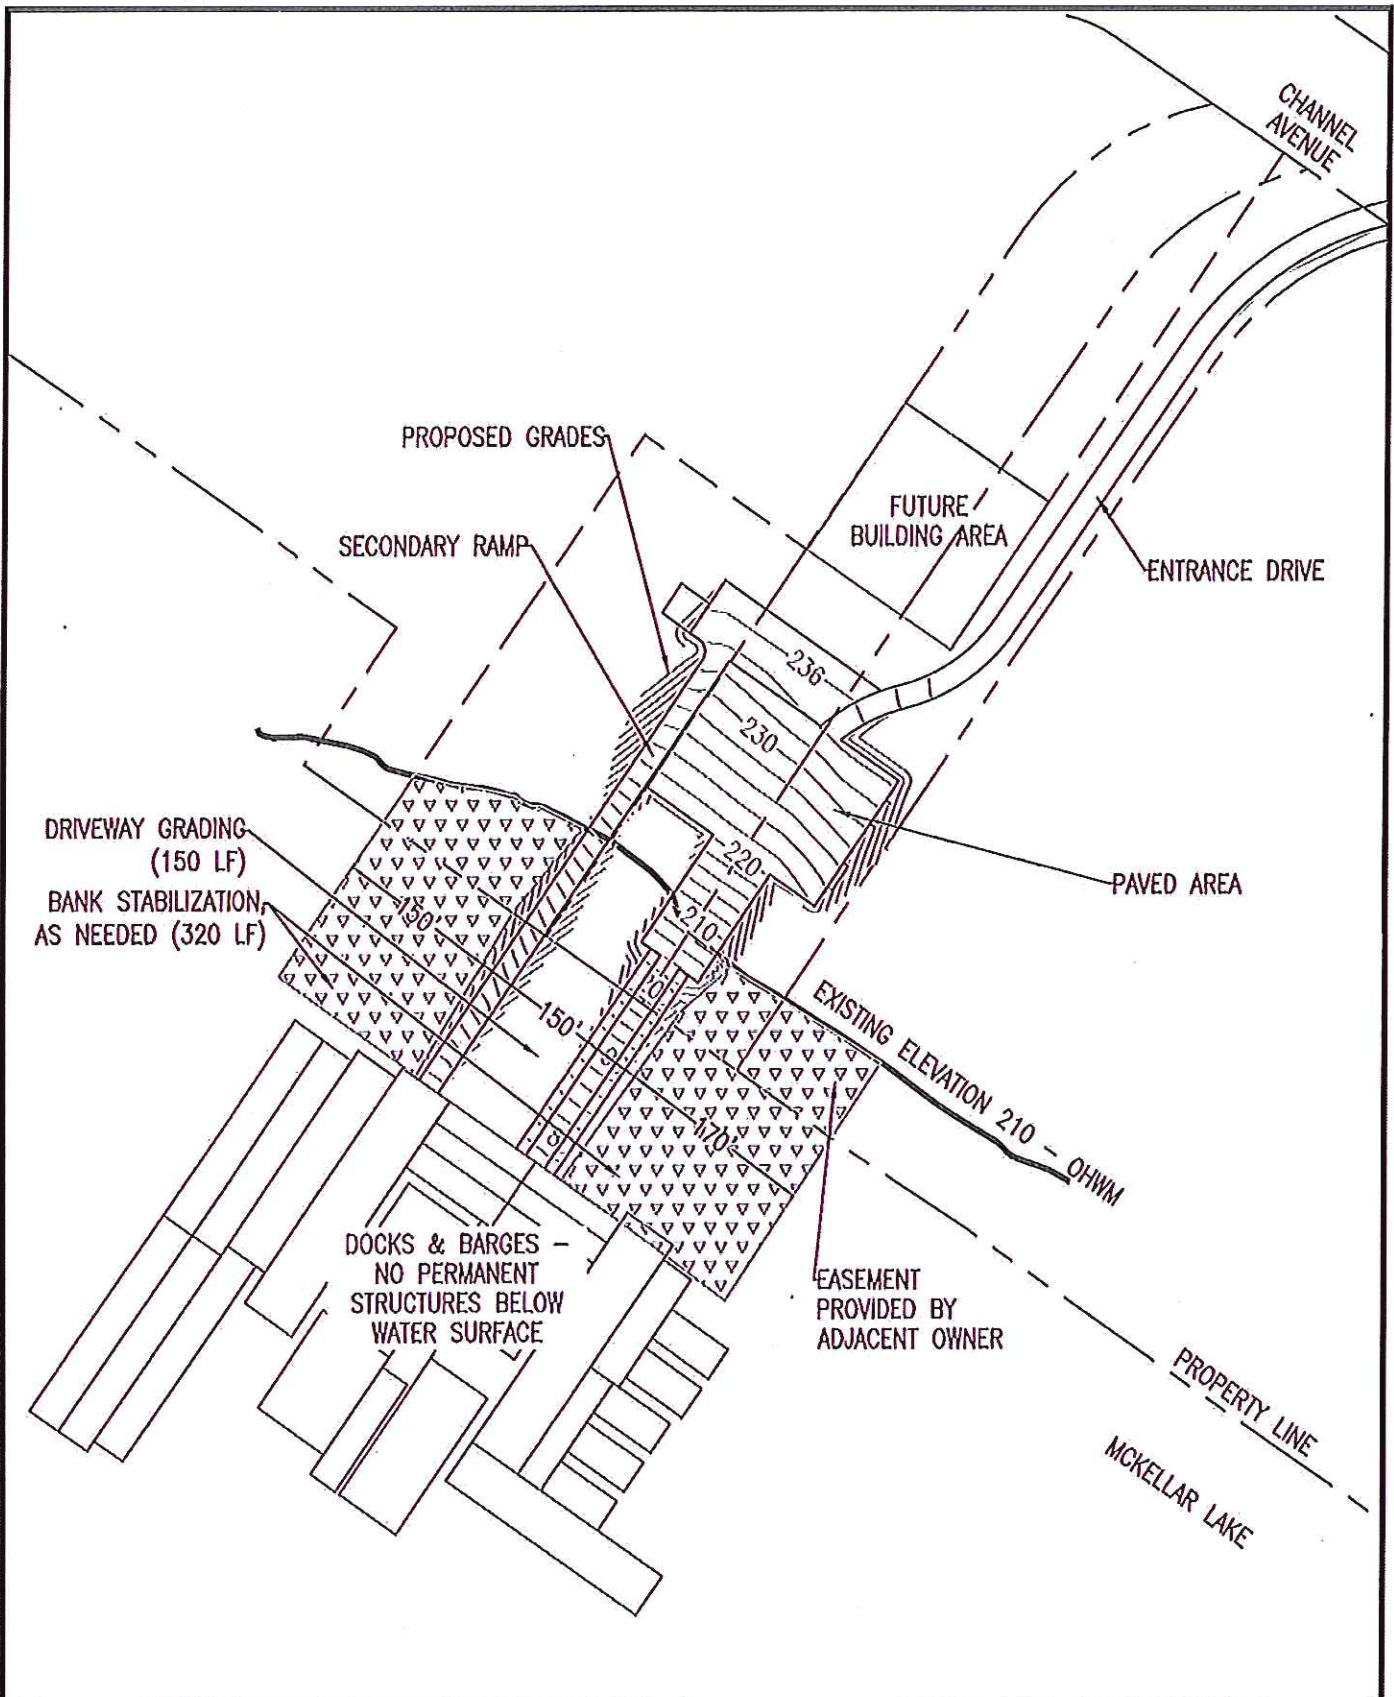 CHANNEL
AVENUE
PROPOSED GRADES
FUTURE
BUILDING AREA
SECONDARY RAMP
ENTRANCE DRIVE
236
230
DRIVEWAY GRADING
(150 LF)
220
PAVED AREA
BANK STABILIZATION,
AS NEEDED (320 LF)
150'
210
150'
EXISTING ELEVATION 210 - OHWM
170'
DOCKS & BARGES -
NO PERMANENT
STRUCTURES BELOW
WATER SURFACE
EASEMENT
PROVIDED BY
ADJACENT OWNER
PROPERTY LINE
MCKELLAR LAKE